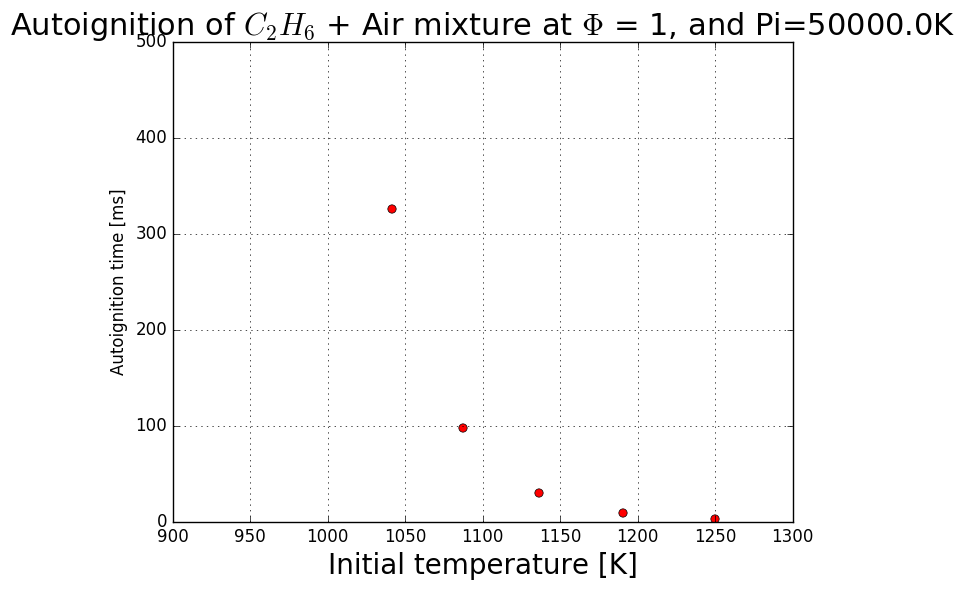 Autoignition of C₂H₆ + Air mixture at Φ = 1, and Pi=50000.0K
500
400
300
200
100
0
Autoignition time [ms]
900 950 1000 1050 1100 1150 1200 1250 1300
Initial temperature [K]